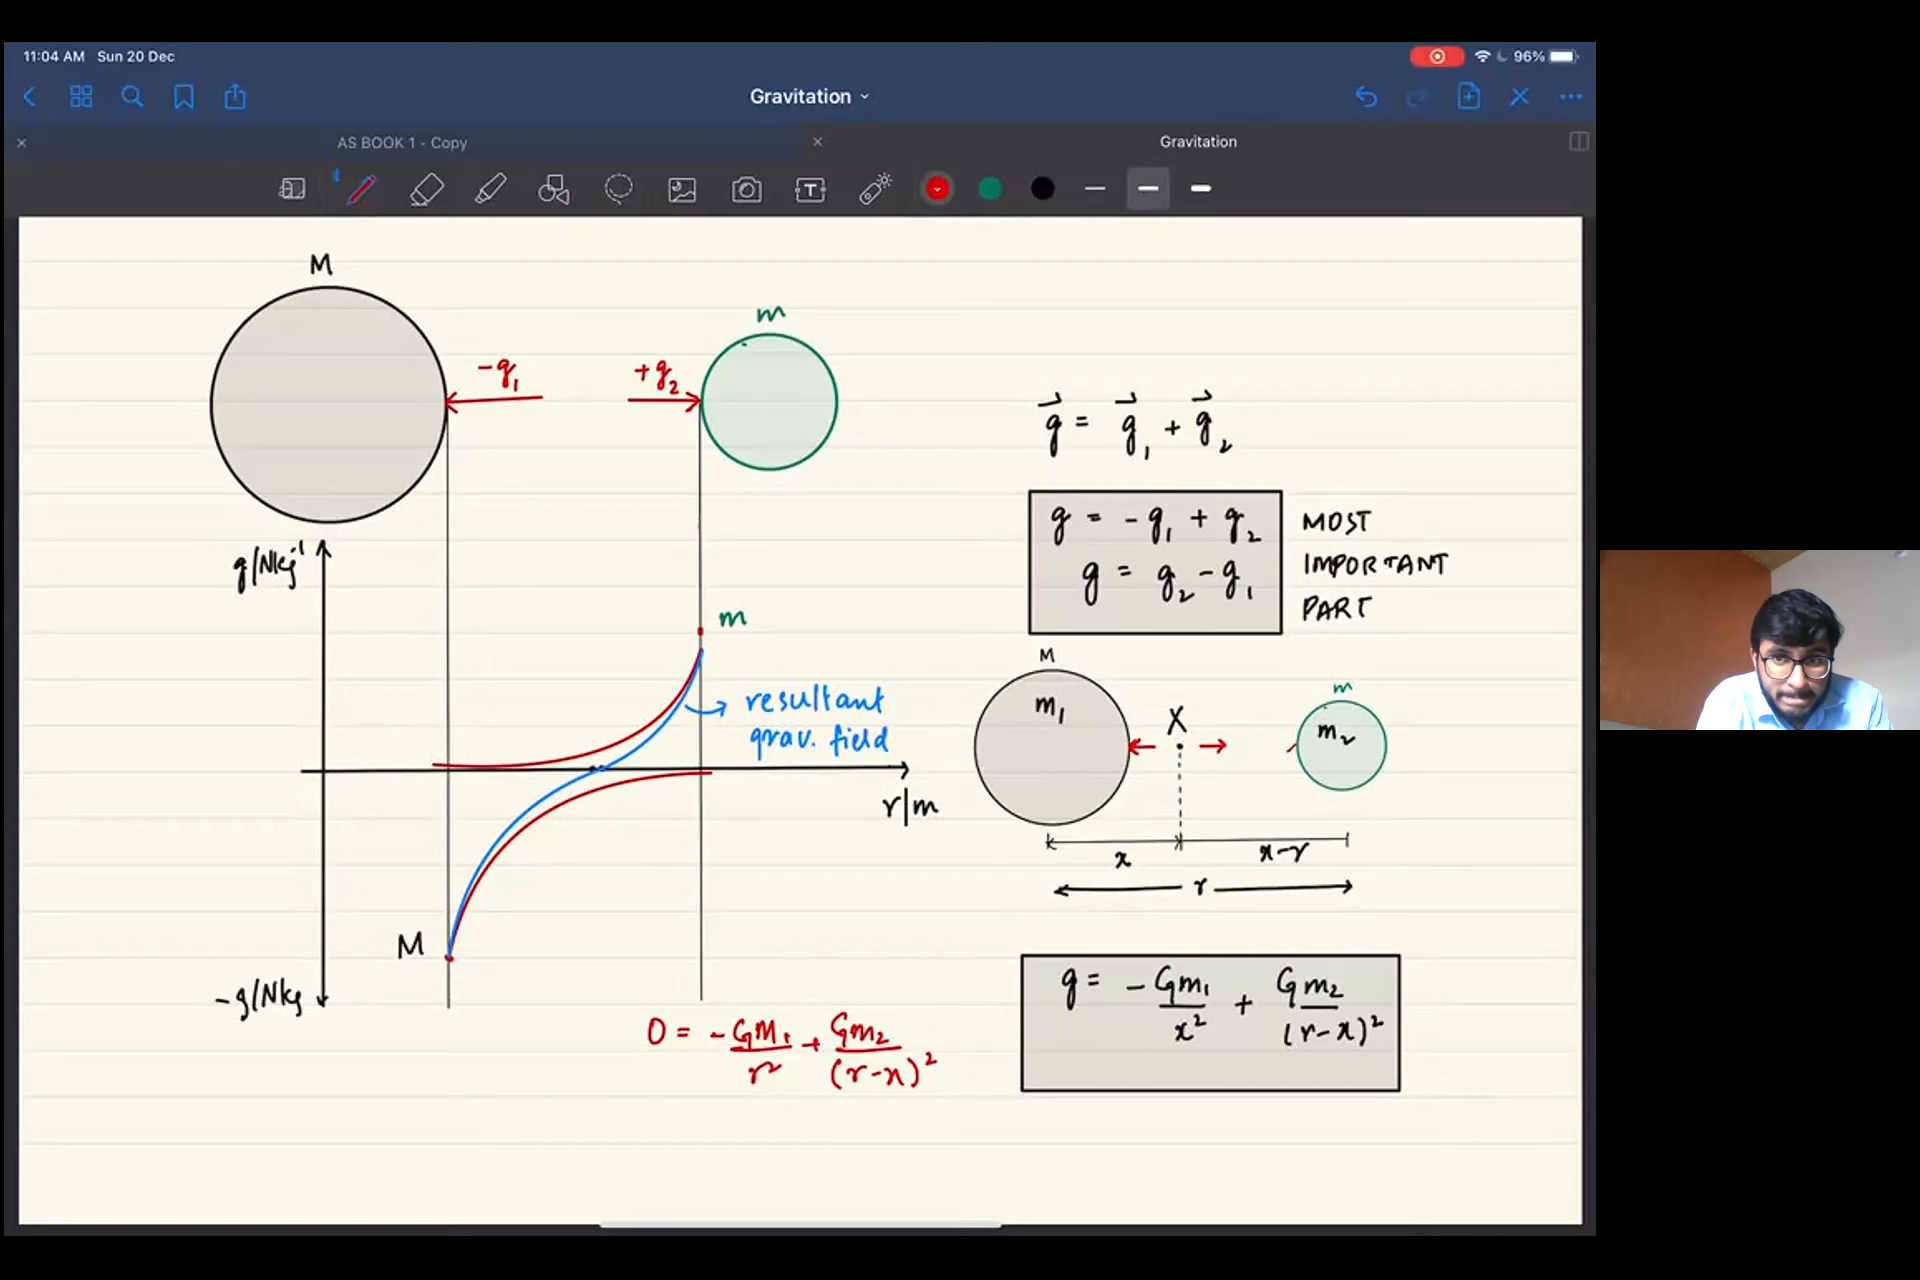 11:04 AM Sun 20 Dec
96%
Gravitation
AS BOOK 1 - Copy
Gravitation
T
M
m
-g₁
+g₂
g/Nkg⁻¹
m
resultant
grav. field
r/m
M
-g/Nkg
0 = -GM₁/r² + Gm₂/(r-x)²
g⃗ = g⃗₁ + g⃗₂
g = -g₁ + g₂
g = g₂ - g₁
MOST
IMPORTANT
PART
M
m₁
X
m
m₂
x
x-r
r
g = -Gm₁/x² + Gm₂/(r-x)²